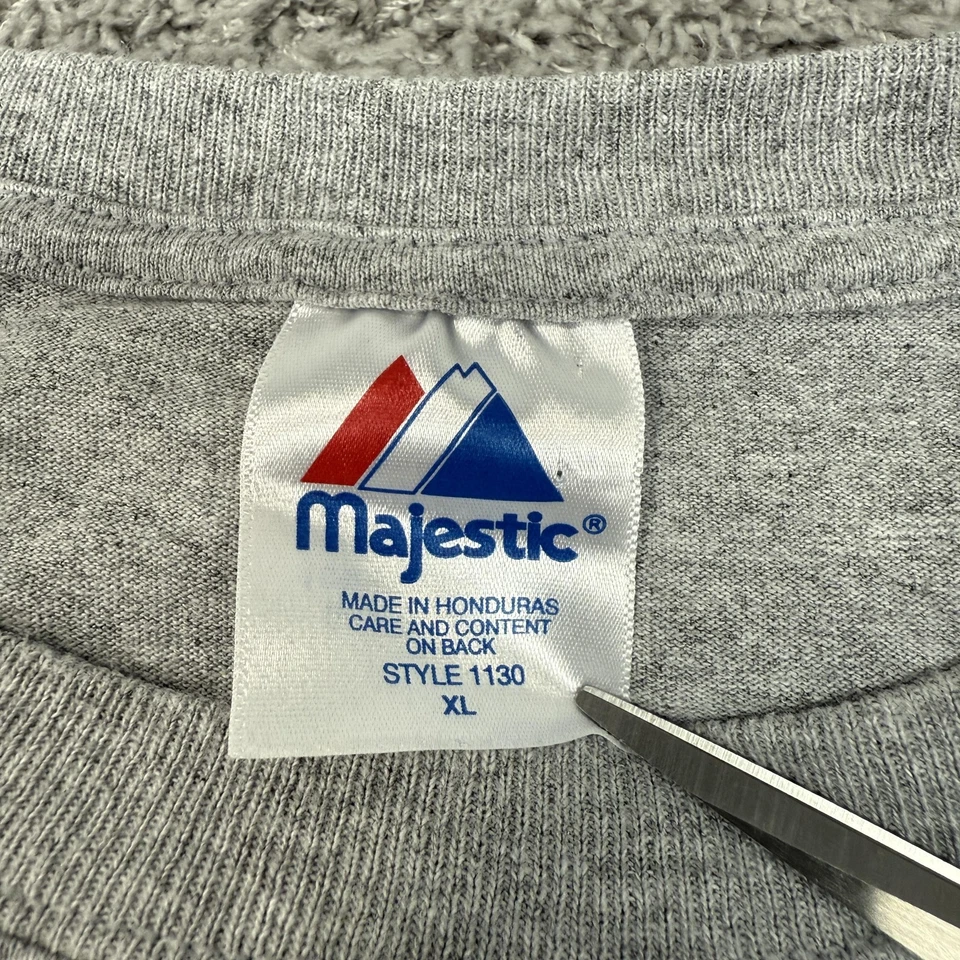 Majestic®
MADE IN HONDURAS
CARE AND CONTENT
ON BACK
STYLE 1130
XL